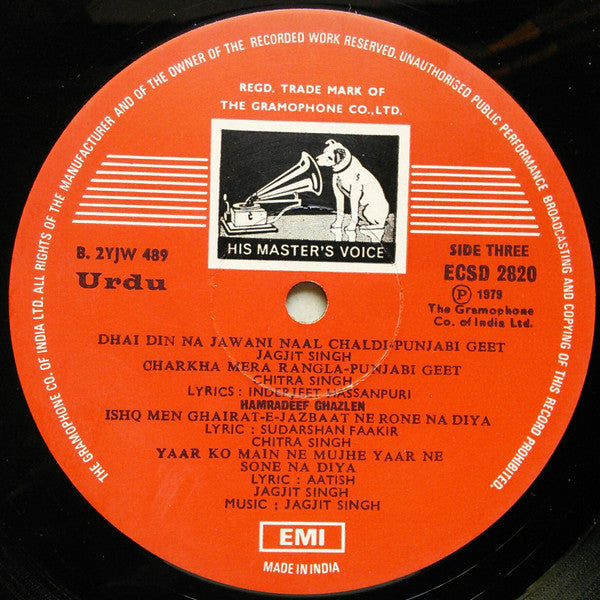 THE GRAMOPHONE CO. OF INDIA LTD. ALL RIGHTS OF THE MANUFACTURER AND OF THE OWNER OF THE RECORDED WORK RESERVED. UNAUTHORISED PUBLIC PERFORMANCE BROADCASTING AND COPYING OF THIS RECORD PROHIBITED.
REGD. TRADE MARK OF
THE GRAMOPHONE CO.,LTD.
HIS MASTER'S VOICE
B. 2YJW 489
Urdu
SIDE THREE
ECSD 2820
Ⓟ 1979
The Gramophone
Co. of India Ltd.
DHAI DIN NA JAWANI NAAL CHALDI-PUNJABI GEET
JAGJIT SINGH
CHARKHA MERA RANGLA-PUNJABI GEET
CHITRA SINGH
LYRICS: INDERJEET HASSANPURI
HAMRADEEF GHAZLEN
ISHQ MEN GHAIRAT-E-JAZBAAT NE RONE NA DIYA
LYRIC : SUDARSHAN FAAKIR
CHITRA SINGH
YAAR KO MAIN NE MUJHE YAAR NE
SONE NA DIYA
LYRIC : AATISH
JAGJIT SINGH
MUSIC : JAGJIT SINGH
EMI
MADE IN INDIA